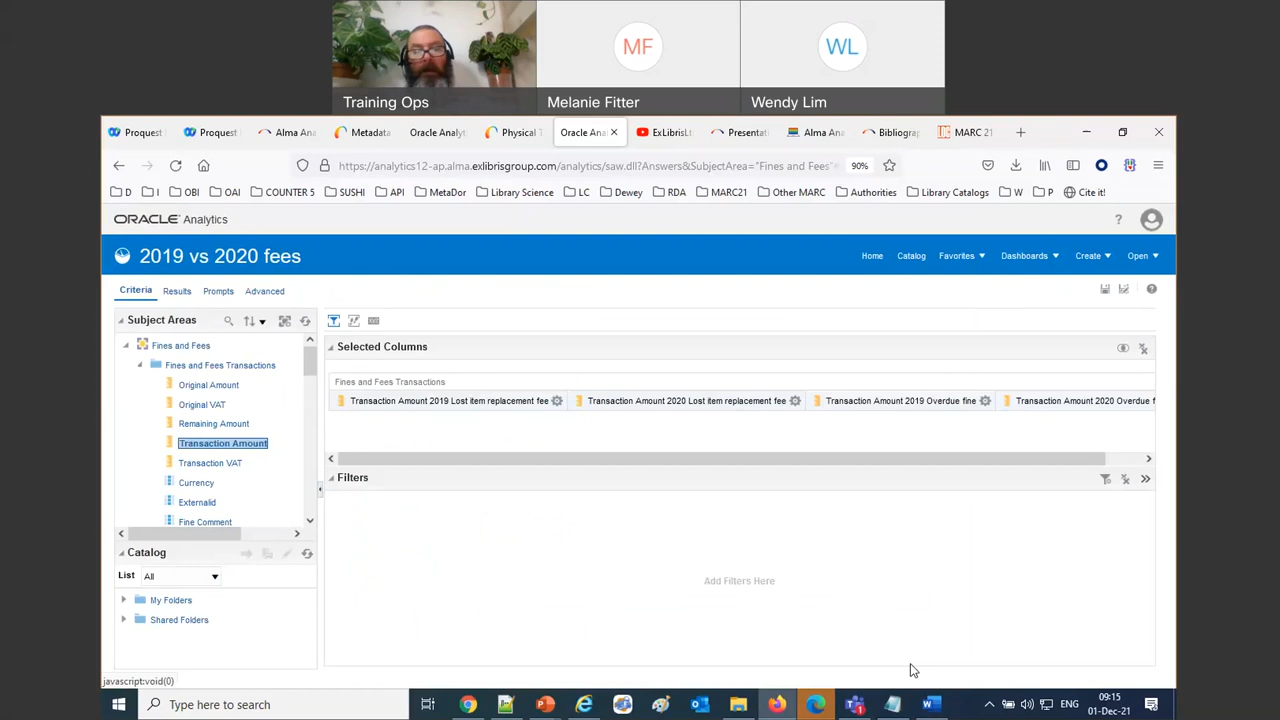 MF
WL
Training Ops
Melanie Fitter
Wendy Lim
Proquest
Proquest
Alma An
Metadata
Oracle Analyt
Physical T
Oracle Ana
ExLibrisLt
Presentati
Alma An
Bibliograp
MARC 21
https://analytics12-ap.alma.exlibrisgroup.com/analytics/saw.dll?Answers&SubjectArea="Fines and Fees"
90%
D
I
OBI
OAI
COUNTER 5
SUSHI
API
MetaDor
Library Science
LC
Dewey
RDA
MARC21
Other MARC
Authorities
Library Catalogs
W
P
Cite it!
ORACLE Analytics
2019 vs 2020 fees
Home
Catalog
Favorites
Dashboards
Create
Open
Criteria
Results
Prompts
Advanced
Subject Areas
Fines and Fees
Fines and Fees Transactions
Original Amount
Original VAT
Remaining Amount
Transaction Amount
Transaction VAT
Currency
Externalid
Fine Comment
Catalog
List
All
My Folders
Shared Folders
Selected Columns
Fines and Fees Transactions
Transaction Amount 2019 Lost item replacement fee
Transaction Amount 2020 Lost item replacement fee
Transaction Amount 2019 Overdue fine
Transaction Amount 2020 Overdue f
Filters
Add Filters Here
javascript:void(0)
Type here to search
ENG
09:15
01-Dec-21